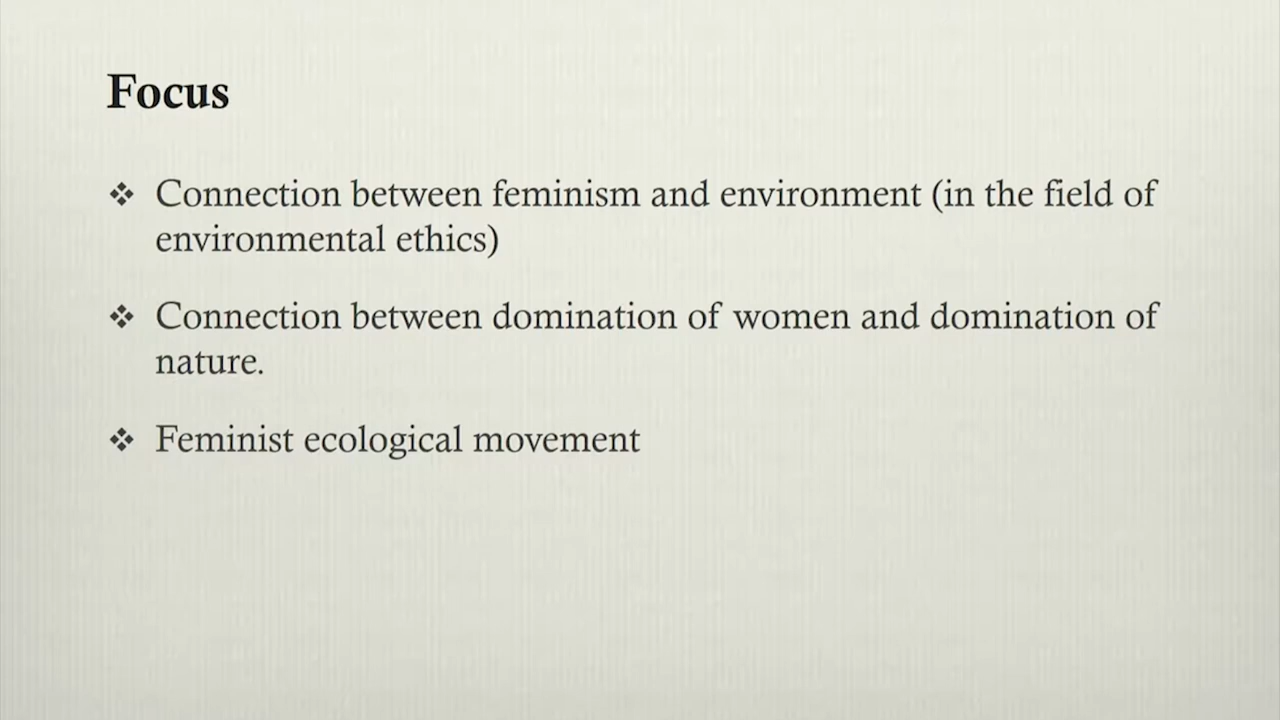 Focus
❖ Connection between feminism and environment (in the field of
environmental ethics)
❖ Connection between domination of women and domination of
nature.
❖ Feminist ecological movement